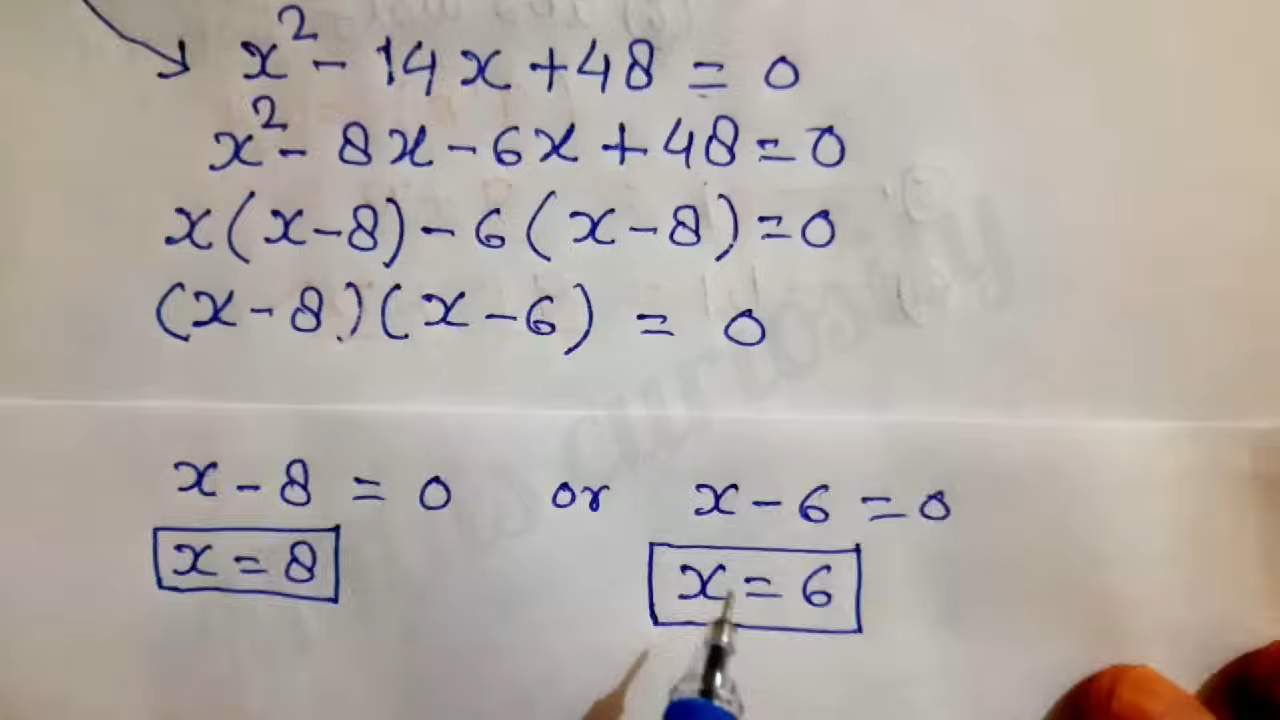 x² - 14x + 48 = 0
x² - 8x - 6x + 48 = 0
x(x-8) - 6(x-8) = 0
(x-8)(x-6) = 0
x - 8 = 0 or x - 6 = 0
x = 8 x = 6